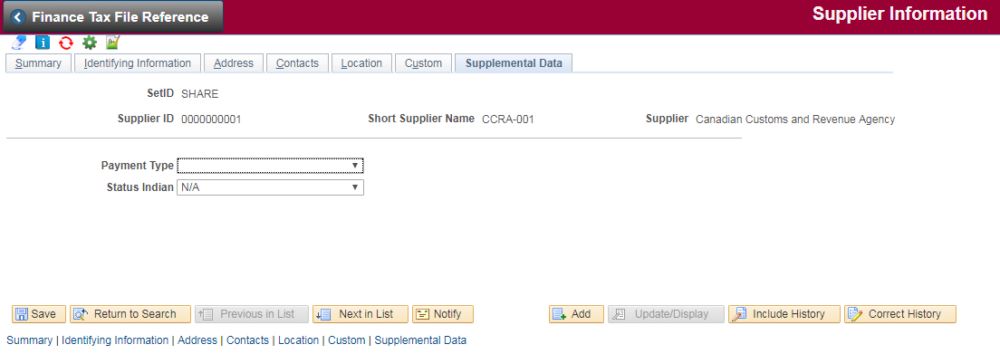 Finance Tax File Reference
Supplier Information
Summary Identifying Information Address Contacts Location Custom Supplemental Data
SetID SHARE
Supplier ID 0000000001 Short Supplier Name CCRA-001 Supplier Canadian Customs and Revenue Agency
Payment Type
Status Indian N/A
Save Return to Search Previous in List Next in List Notify Add Update/Display Include History Correct History
Summary | Identifying Information | Address | Contacts | Location | Custom | Supplemental Data